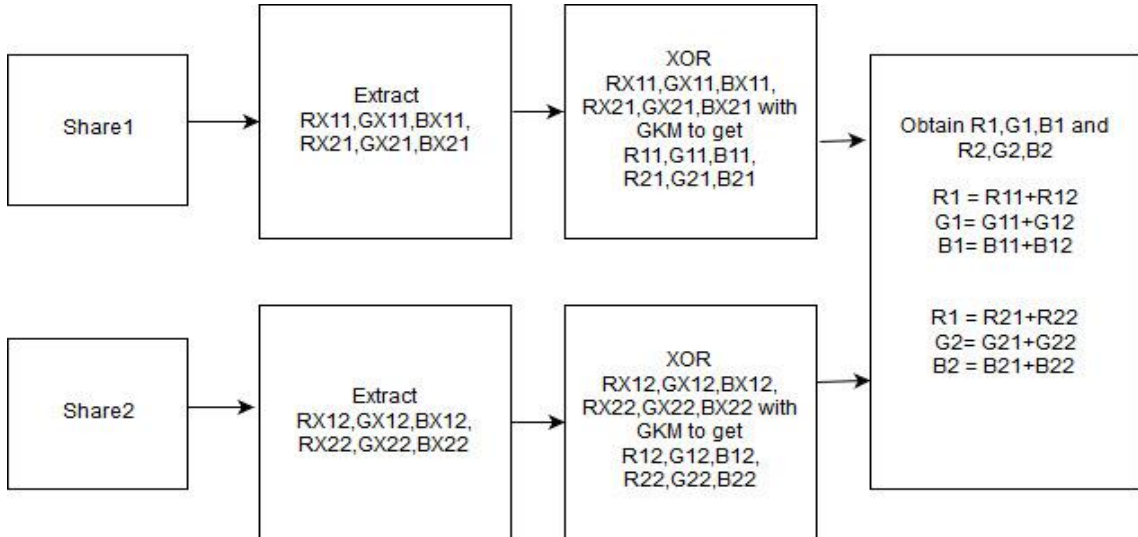 Share1
Extract
RX11,GX11,BX11,
RX21,GX21,BX21
XOR
RX11,GX11,BX11,
RX21,GX21,BX21 with
GKM to get
R11,G11,B11,
R21,G21,B21
Share2
Extract
RX12,GX12,BX12,
RX22,GX22,BX22
XOR
RX12,GX12,BX12,
RX22,GX22,BX22 with
GKM to get
R12,G12,B12,
R22,G22,B22
Obtain R1,G1,B1 and
R2,G2,B2
R1 = R11+R12
G1= G11+G12
B1= B11+B12
R1 = R21+R22
G2= G21+G22
B2 = B21+B22